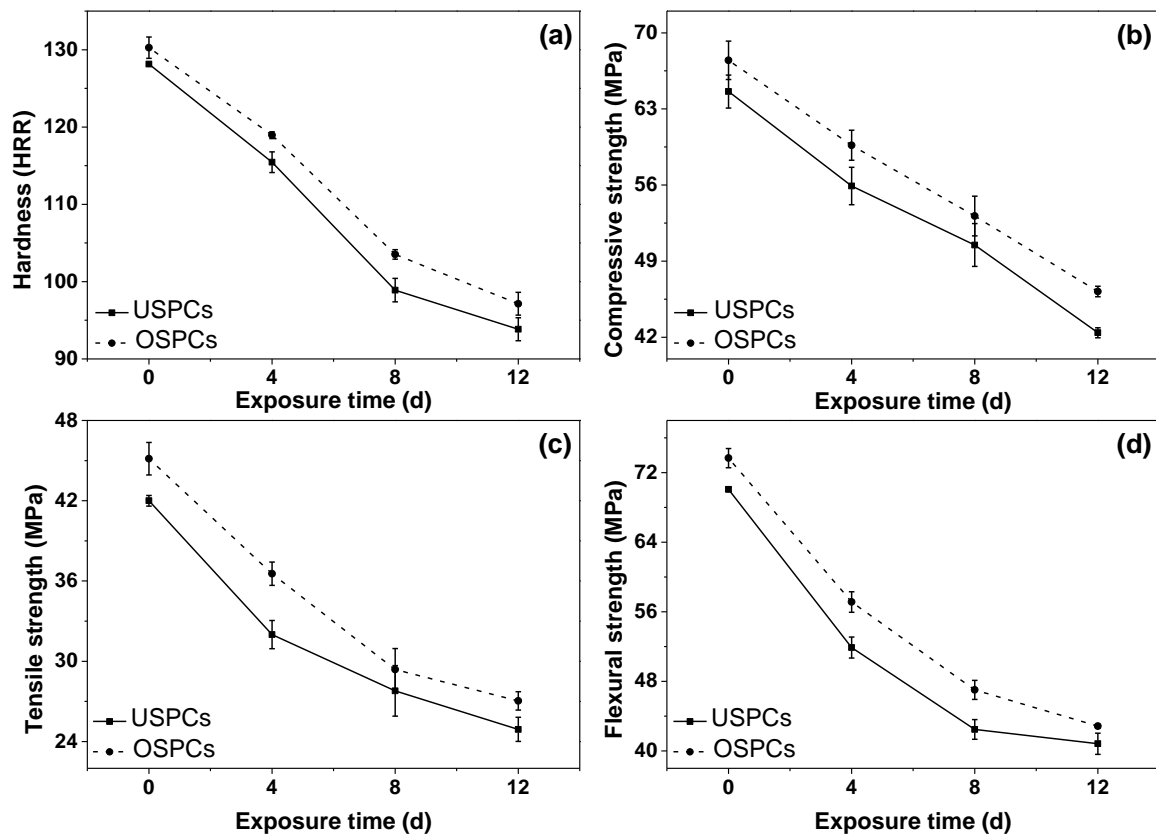 (a)
Hardness (HRR)
130
120
110
100
90
USPCs
OSPCs
0 4 8 12
Exposure time (d)
(b)
Compressive strength (MPa)
70
63
56
49
42
USPCs
OSPCs
0 4 8 12
Exposure time (d)
(c)
Tensile strength (MPa)
48
42
36
30
24
USPCs
OSPCs
0 4 8 12
Exposure time (d)
(d)
Flexural strength (MPa)
72
64
56
48
40
USPCs
OSPCs
0 4 8 12
Exposure time (d)